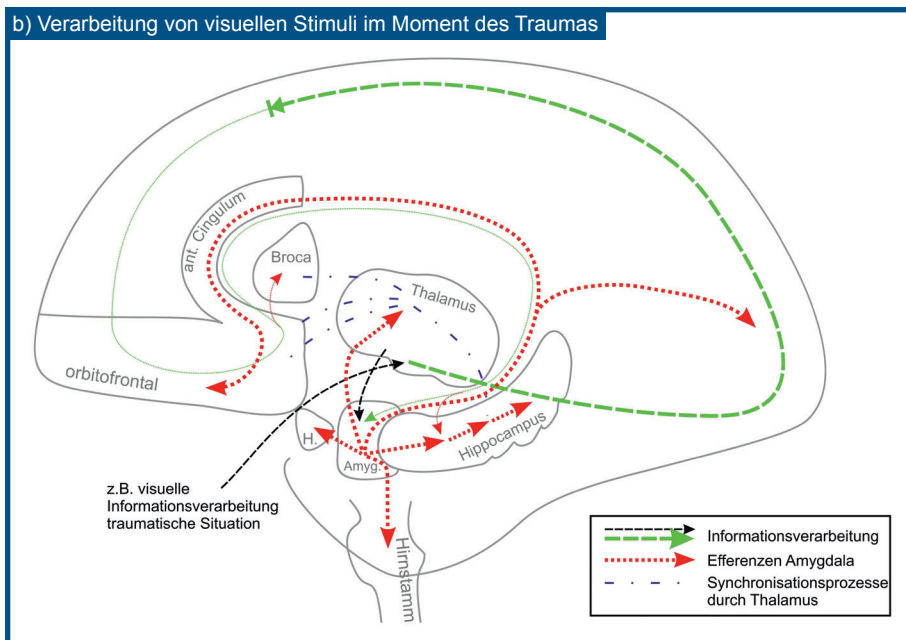 b) Verarbeitung von visuellen Stimuli im Moment des Traumas
ant. Cingulum
Broca
Thalamus
orbitofrontal
H.
Amyg.
Hippocampus
z.B. visuelle
Informationsverarbeitung
traumatische Situation
Hirnstamm
Informationsverarbeitung
Efferenzen Amygdala
Synchronisationsprozesse
durch Thalamus